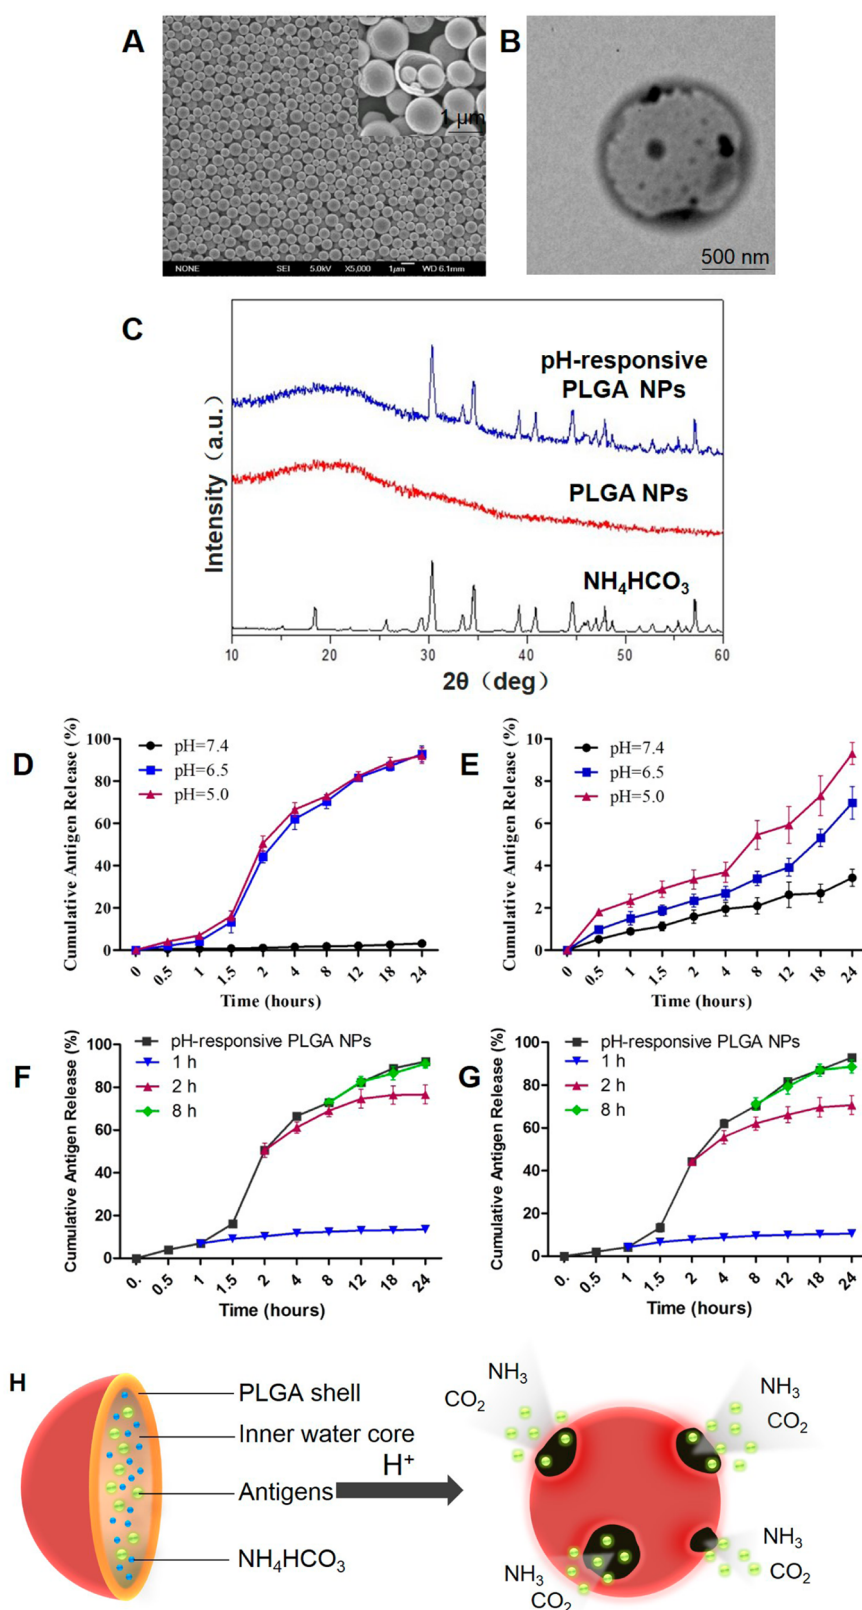 A
1 μm
NONE SEI 5.0kV X5,000 1μm WD 6.1mm
B
500 nm
C
Intensity (a.u.)
pH-responsive
PLGA NPs
PLGA NPs
NH₄HCO₃
10 20 30 40 50 60
2θ (deg)
D
Cumulative Antigen Release (%)
100
80
60
40
20
0
pH=7.4
pH=6.5
pH=5.0
0 0.5 1 1.5 2 4 8 12 18 24
Time (hours)
E
Cumulative Antigen Release (%)
10
8
6
4
2
0
pH=7.4
pH=6.5
pH=5.0
0 0.5 1 1.5 2 4 8 12 18 24
Time (hours)
F
Cumulative Antigen Release (%)
100
80
60
40
20
0
pH-responsive PLGA NPs
1 h
2 h
8 h
0. 0.5 1 1.5 2 4 8 12 18 24
Time (hours)
G
Cumulative Antigen Release (%)
100
80
60
40
20
0
pH-responsive PLGA NPs
1 h
2 h
8 h
0. 0.5 1 1.5 2 4 8 12 18 24
Time (hours)
H
PLGA shell
Inner water core
Antigens
NH₄HCO₃
H⁺
NH₃
CO₂
NH₃
CO₂
NH₃
CO₂
NH₃
CO₂